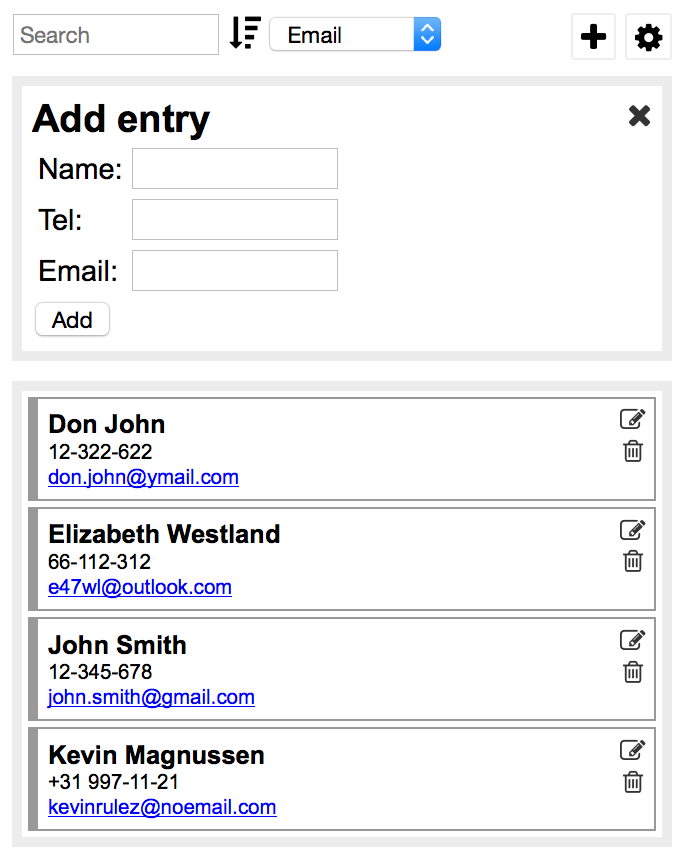 Search
Email
Add entry
Name:
Tel:
Email:
Add
Don John
12-322-622
don.john@ymail.com
Elizabeth Westland
66-112-312
e47wl@outlook.com
John Smith
12-345-678
john.smith@gmail.com
Kevin Magnussen
+31 997-11-21
kevinrulez@noemail.com